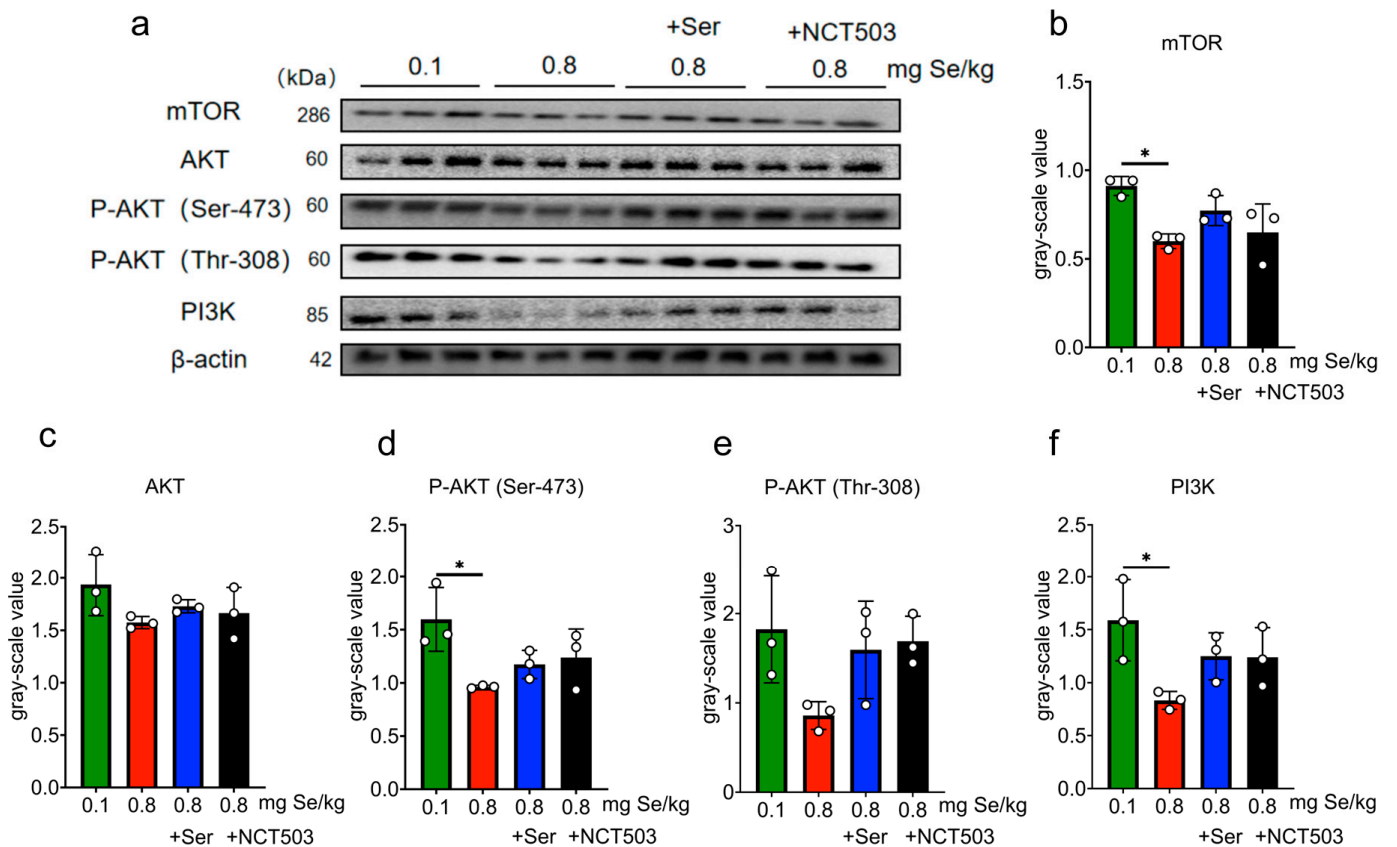 a
+Ser +NCT503
(kDa) 0.1 0.8 0.8 0.8 mg Se/kg
mTOR 286
AKT 60
P-AKT (Ser-473) 60
P-AKT (Thr-308) 60
PI3K 85
β-actin 42
b
mTOR
gray-scale value
1.5
1.0
0.5
0.0
*
0.1 0.8 0.8 0.8 mg Se/kg
+Ser +NCT503
c
AKT
gray-scale value
2.5
2.0
1.5
1.0
0.5
0.0
0.1 0.8 0.8 0.8 mg Se/kg
+Ser +NCT503
d
P-AKT (Ser-473)
gray-scale value
2.5
2.0
1.5
1.0
0.5
0.0
*
0.1 0.8 0.8 0.8 mg Se/kg
+Ser +NCT503
e
P-AKT (Thr-308)
gray-scale value
3
2
1
0
0.1 0.8 0.8 0.8 mg Se/kg
+Ser +NCT503
f
PI3K
gray-scale value
2.5
2.0
1.5
1.0
0.5
0.0
*
0.1 0.8 0.8 0.8 mg Se/kg
+Ser +NCT503